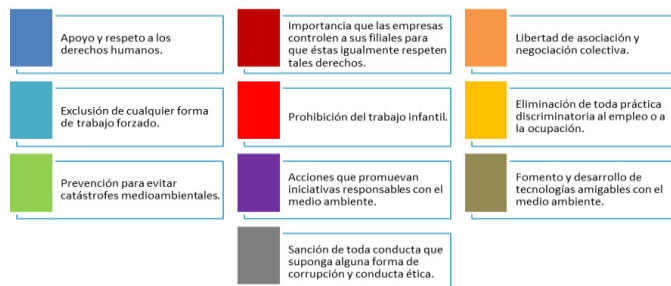 Apoyo y respeto a los
derechos humanos.
Importancia que las empresas
controlen a sus filiales para
que éstas igualmente respeten
tales derechos.
Libertad de asociación y
negociación colectiva.
Exclusión de cualquier forma
de trabajo forzado.
Prohibición del trabajo infantil.
Eliminación de toda práctica
discriminatoria al empleo o a
la ocupación.
Prevención para evitar
catástrofes medioambientales.
Acciones que promuevan
iniciativas responsables con el
medio ambiente.
Fomento y desarrollo de
tecnologías amigables con el
medio ambiente.
Sanción de toda conducta que
suponga alguna forma de
corrupción y conducta ética.